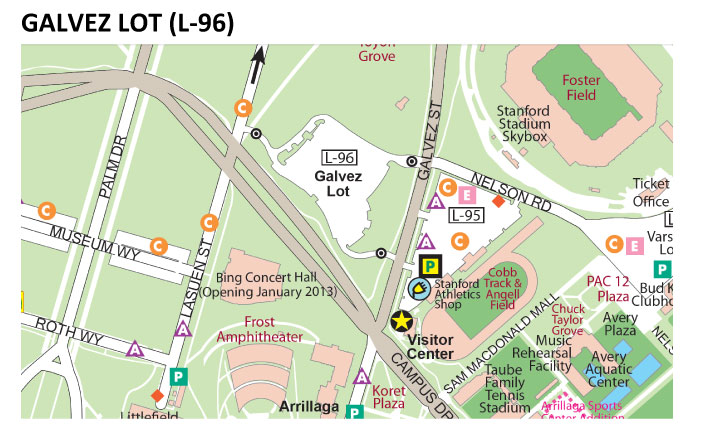 GALVEZ LOT (L-96)
Toyon
Grove
Foster
Field
Stanford
Stadium
Skybox
C
PALM DR
GALVEZ ST
L-96
Galvez
Lot
NELSON RD
Ticket
Office
C
E
A
L-95
C
C
C
MUSEUM WY
C
LASUEN ST
A
C
C
E
Vars
Lo
P
P
Bing Concert Hall
(Opening January 2013)
Stanford
Athletics
Shop
Cobb
Track &
Angell
Field
PAC 12
Plaza
Bud K
Clubho
ROTH WY
A
A
Frost
Amphitheater
Visitor
Center
SAM MACDONALD MALL
Chuck
Taylor
Grove
Avery
Plaza
NELS
Music
Rehearsal
Facility
Avery
Aquatic
Center
CAMPUS DR
Taube
Family
Tennis
Stadium
P
A
Koret
Plaza
Arrillaga
P
Littlefield
Arrillaga Sports
Center Addition